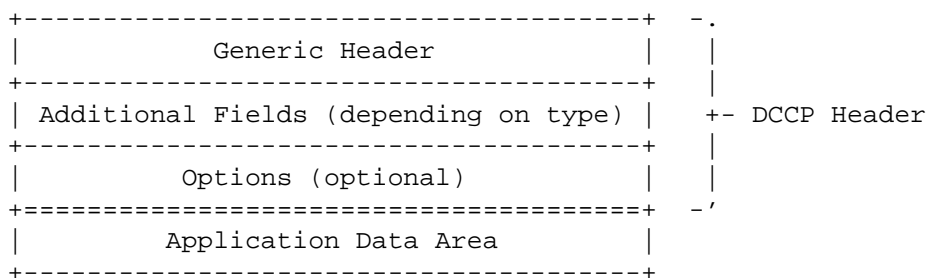 +---------------------------------------+  -.
|            Generic Header             |   |
+---------------------------------------+   |
| Additional Fields (depending on type) |   +- DCCP Header
+---------------------------------------+   |
|          Options (optional)           |   |
+=======================================+  -’
|         Application Data Area         |
+---------------------------------------+